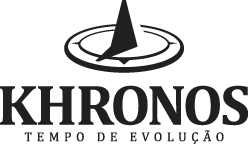 KHRONOS
TEMPO DE EVOLUÇÃO